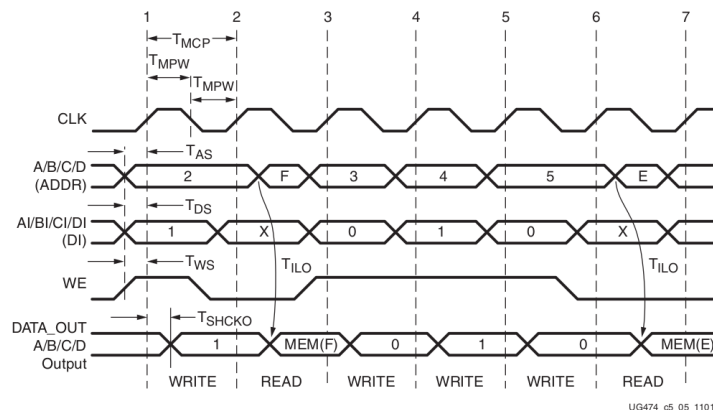 1 2 3 4 5 6 7
TMCP
TMPW
TMPW
CLK
TAS
A/B/C/D
(ADDR)
2 F 3 4 5 E
TDS
AI/BI/CI/DI
(DI)
1 X 0 1 0 X
TWS
TILO TILO
WE
TSHCKO
DATA_OUT
A/B/C/D
Output
1 MEM(F) 0 1 0 MEM(E)
WRITE READ WRITE WRITE WRITE READ
UG474_c5_05_1101